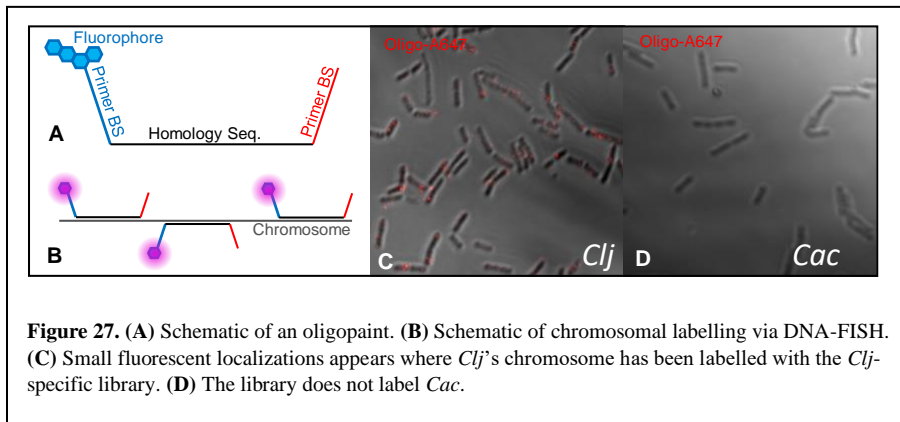 Fluorophore
Primer BS
Primer BS
Homology Seq.
A
Chromosome
B
Oligo-A647
C
Clj
Oligo-A647
D
Cac
Figure 27. (A) Schematic of an oligopaint. (B) Schematic of chromosomal labelling via DNA-FISH.
(C) Small fluorescent localizations appears where Clj's chromosome has been labelled with the Clj-
specific library. (D) The library does not label Cac.